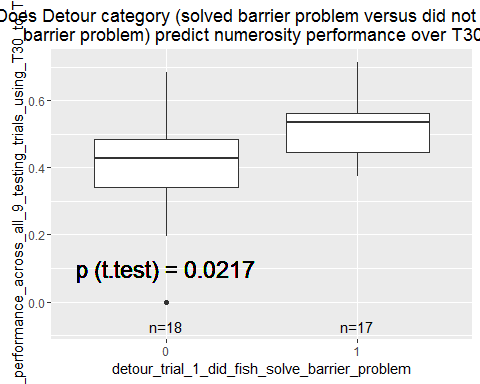 Does Detour category (solved barrier problem versus did not
barrier problem) predict numerosity performance over T30
_performance_across_all_9_testing_trials_using_T30_to_T
0.6
0.4
0.2
0.0
p (t.test) = 0.0217
n=18
n=17
0
1
detour_trial_1_did_fish_solve_barrier_problem